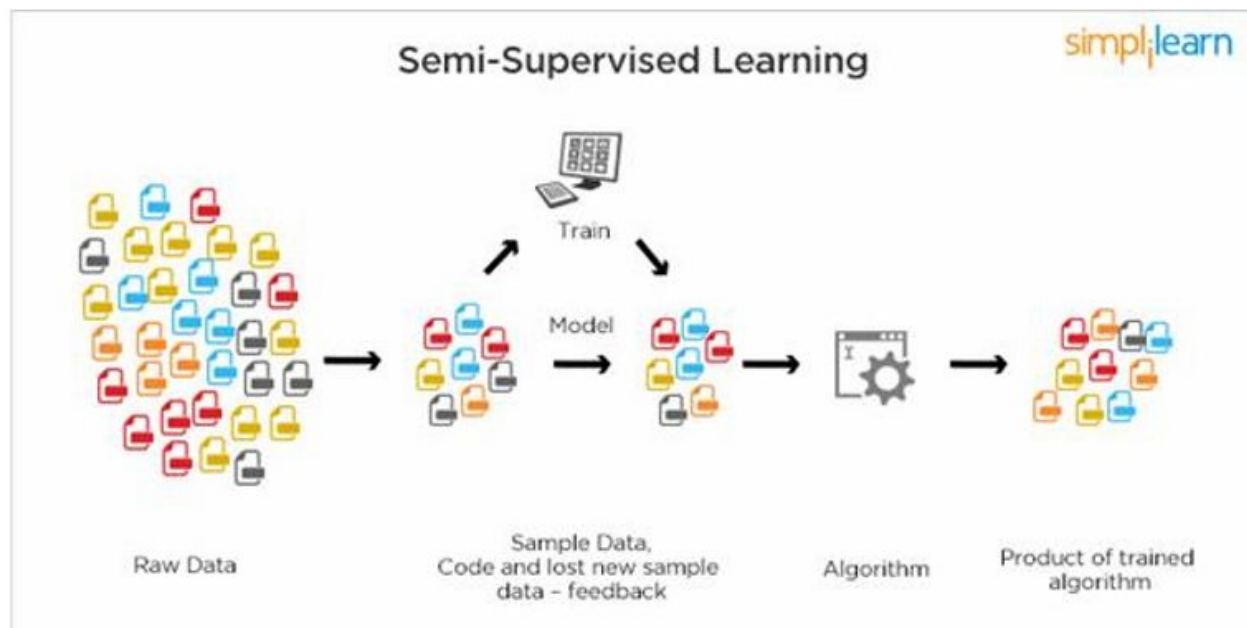 Semi-Supervised Learning
simplilearn
Train
Model
Raw Data
Sample Data,
Code and lost new sample
data – feedback
Algorithm
Product of trained
algorithm